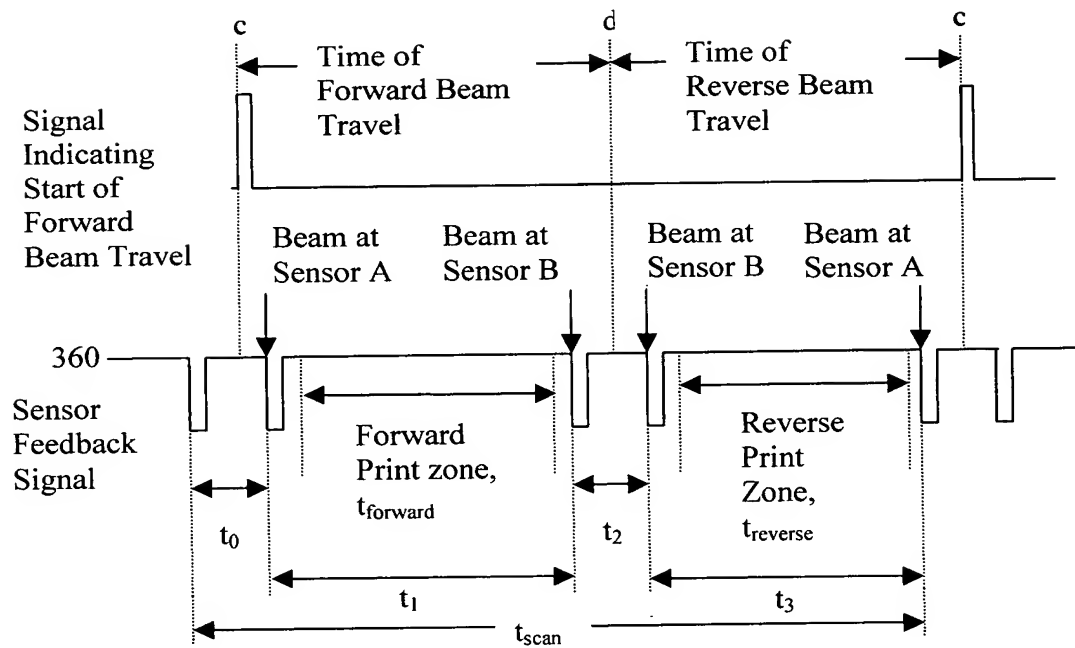 c
d
c
Time of
Forward Beam
Travel
Time of
Reverse Beam
Travel
Signal
Indicating
Start of
Forward
Beam Travel
Beam at
Sensor A
Beam at
Sensor B
Beam at
Sensor B
Beam at
Sensor A
360
Sensor
Feedback
Signal
Forward
Print zone,
tforward
Reverse
Print
Zone,
treverse
t0
t2
t1
t3
tscan